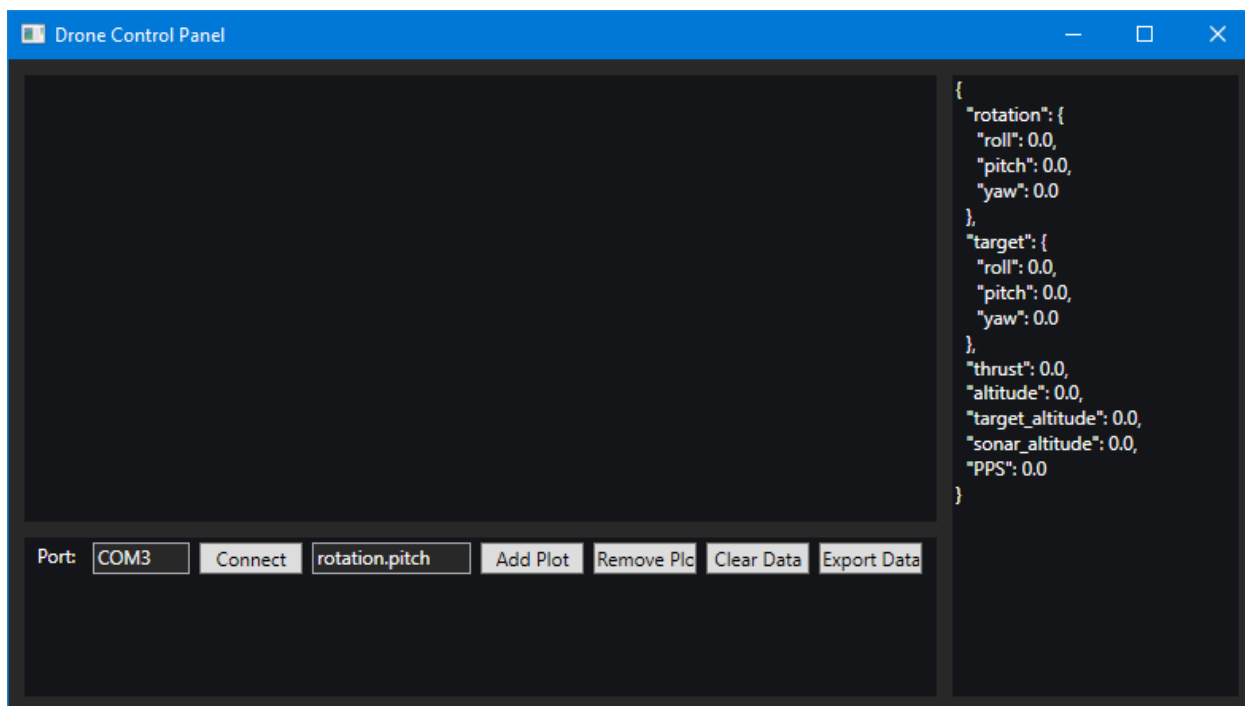 Drone Control Panel
{
"rotation": {
"roll": 0.0,
"pitch": 0.0,
"yaw": 0.0
},
"target": {
"roll": 0.0,
"pitch": 0.0,
"yaw": 0.0
},
"thrust": 0.0,
"altitude": 0.0,
"target_altitude": 0.0,
"sonar_altitude": 0.0,
"PPS": 0.0
}
Port: COM3 Connect rotation.pitch Add Plot Remove Plo Clear Data Export Data